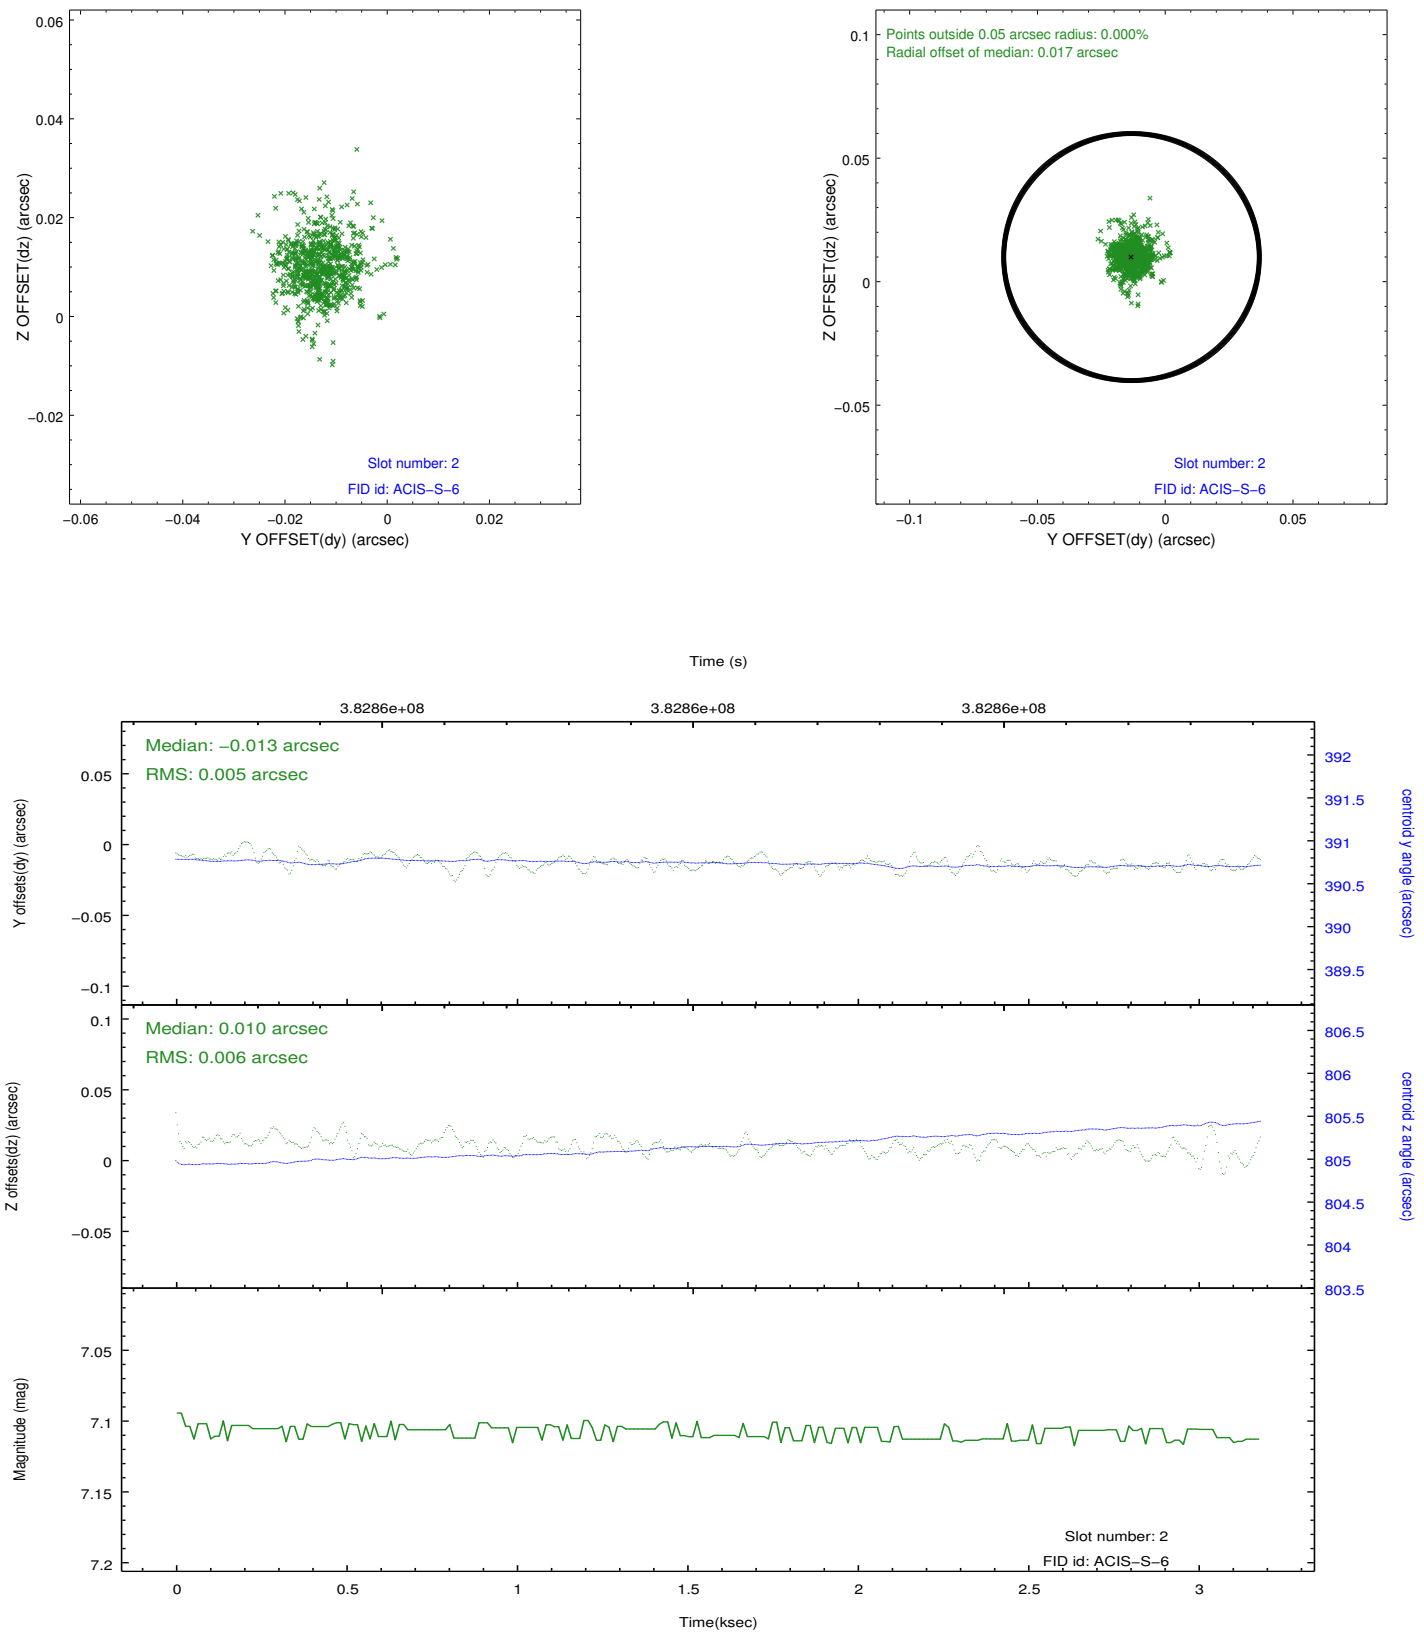 0.06
0.04
0.02
0
−0.02
Z OFFSET(dz) (arcsec)
Slot number: 2
FID id: ACIS−S−6
−0.06
−0.04
−0.02
0
0.02
Y OFFSET(dy) (arcsec)
Points outside 0.05 arcsec radius: 0.000%
Radial offset of median: 0.017 arcsec
0.1
0.05
0
−0.05
Z OFFSET(dz) (arcsec)
Slot number: 2
FID id: ACIS−S−6
−0.1
−0.05
0
0.05
Y OFFSET(dy) (arcsec)
Time (s)
3.8286e+08
3.8286e+08
3.8286e+08
Median: −0.013 arcsec
RMS: 0.005 arcsec
0.05
0
−0.05
−0.1
Y offsets(dy) (arcsec)
392
391.5
391
390.5
390
389.5
centroid y angle (arcsec)
Median: 0.010 arcsec
RMS: 0.006 arcsec
0.1
0.05
0
−0.05
Z offsets(dz) (arcsec)
806.5
806
805.5
805
804.5
804
803.5
centroid z angle (arcsec)
7.05
7.1
7.15
7.2
Magnitude (mag)
Slot number: 2
FID id: ACIS−S−6
0
0.5
1
1.5
2
2.5
3
Time(ksec)